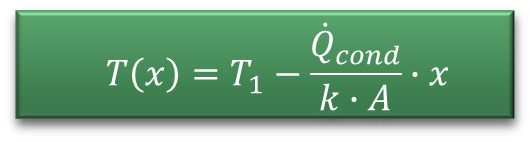 T(x) = T₁ − Q̇_cond / (k · A) · x